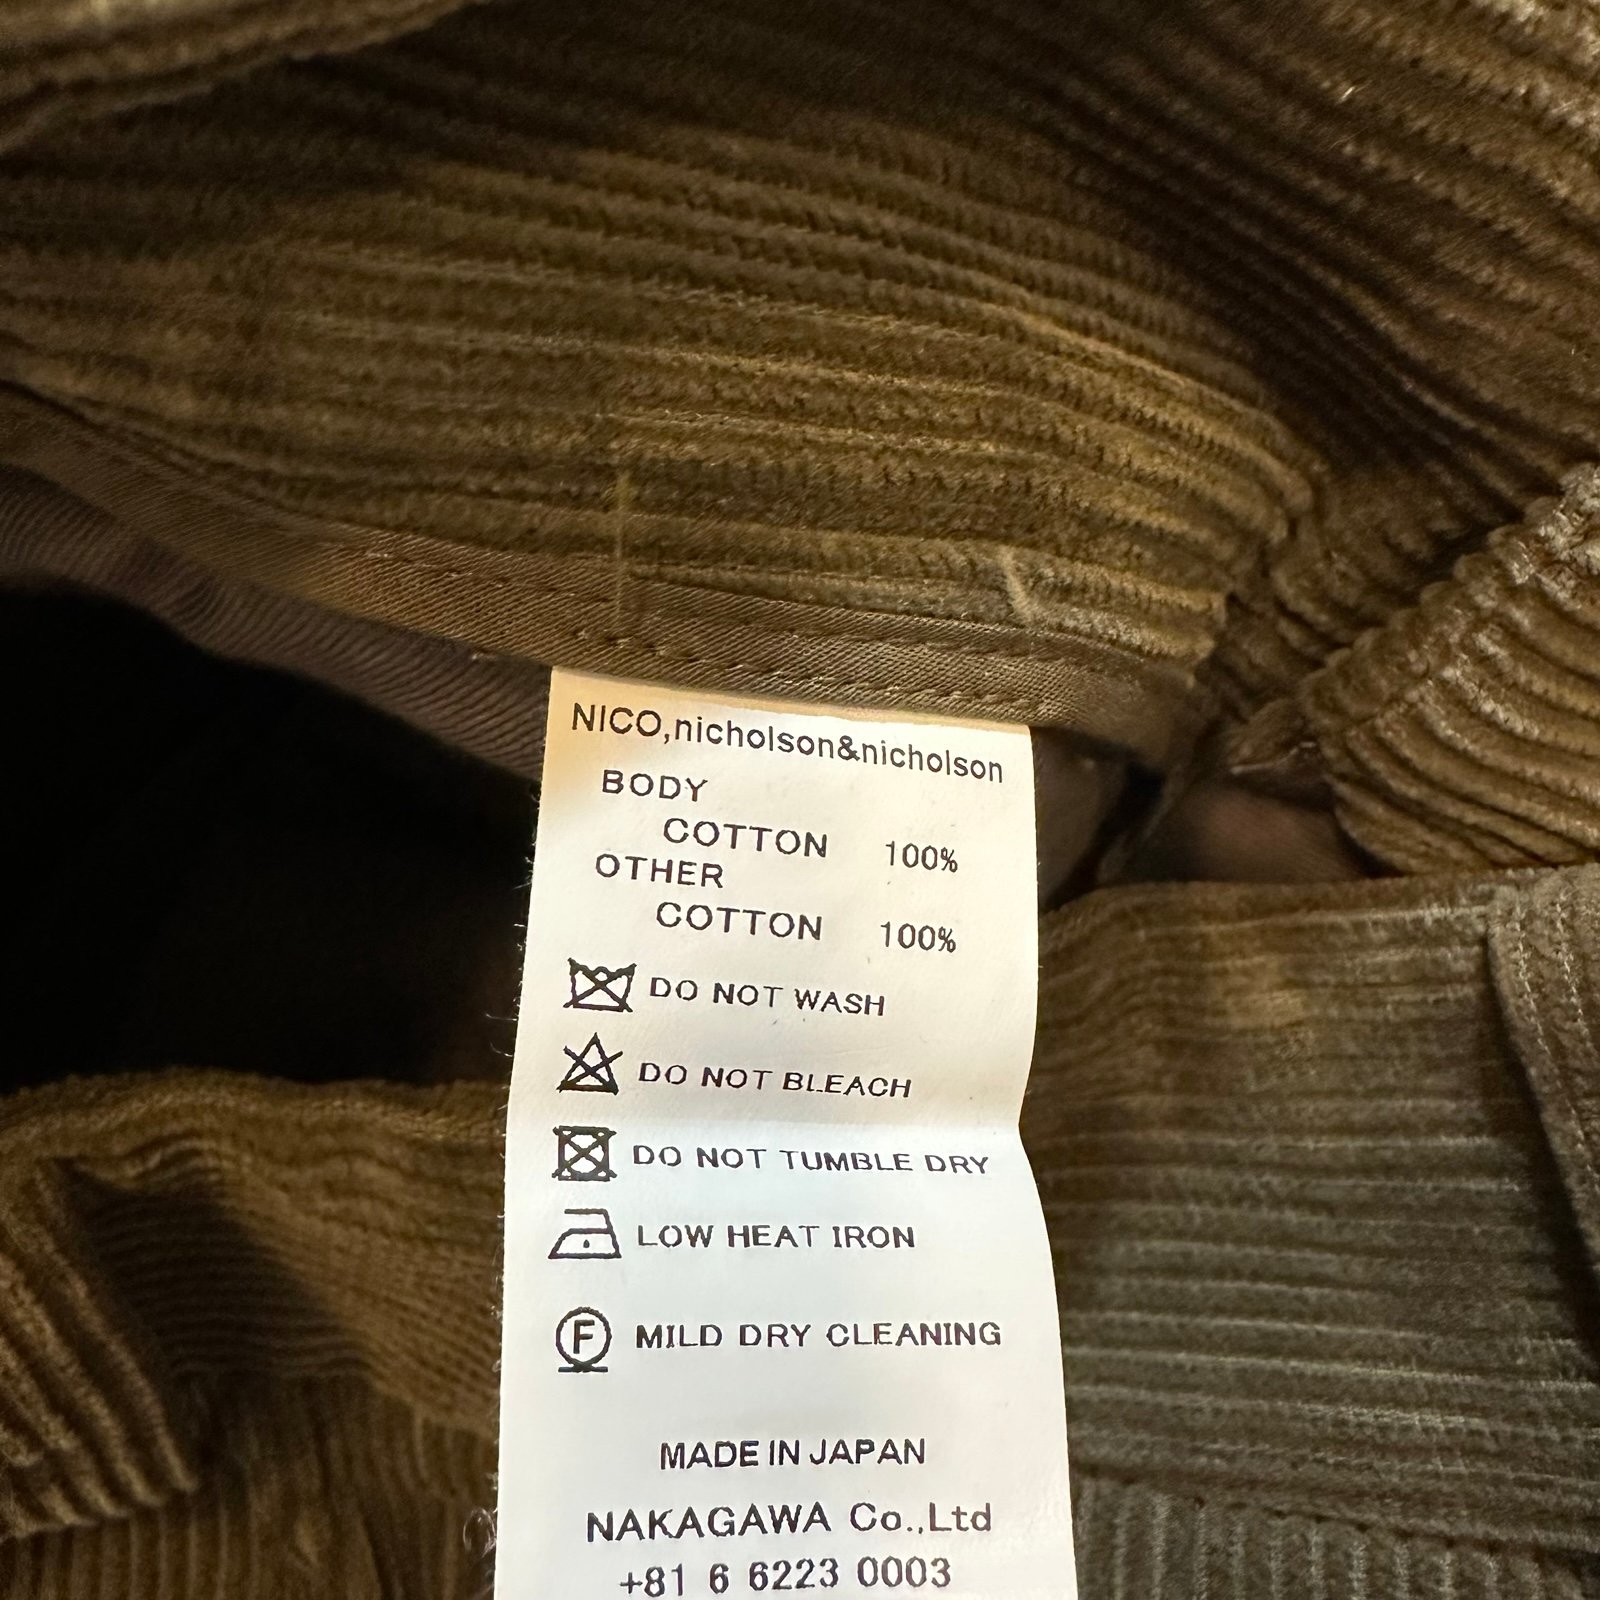 NICO,nicholson&nicholson
BODY
COTTON 100%
OTHER
COTTON 100%
DO NOT WASH
DO NOT BLEACH
DO NOT TUMBLE DRY
LOW HEAT IRON
F MILD DRY CLEANING
MADE IN JAPAN
NAKAGAWA Co.,Ltd
+81 6 6223 0003